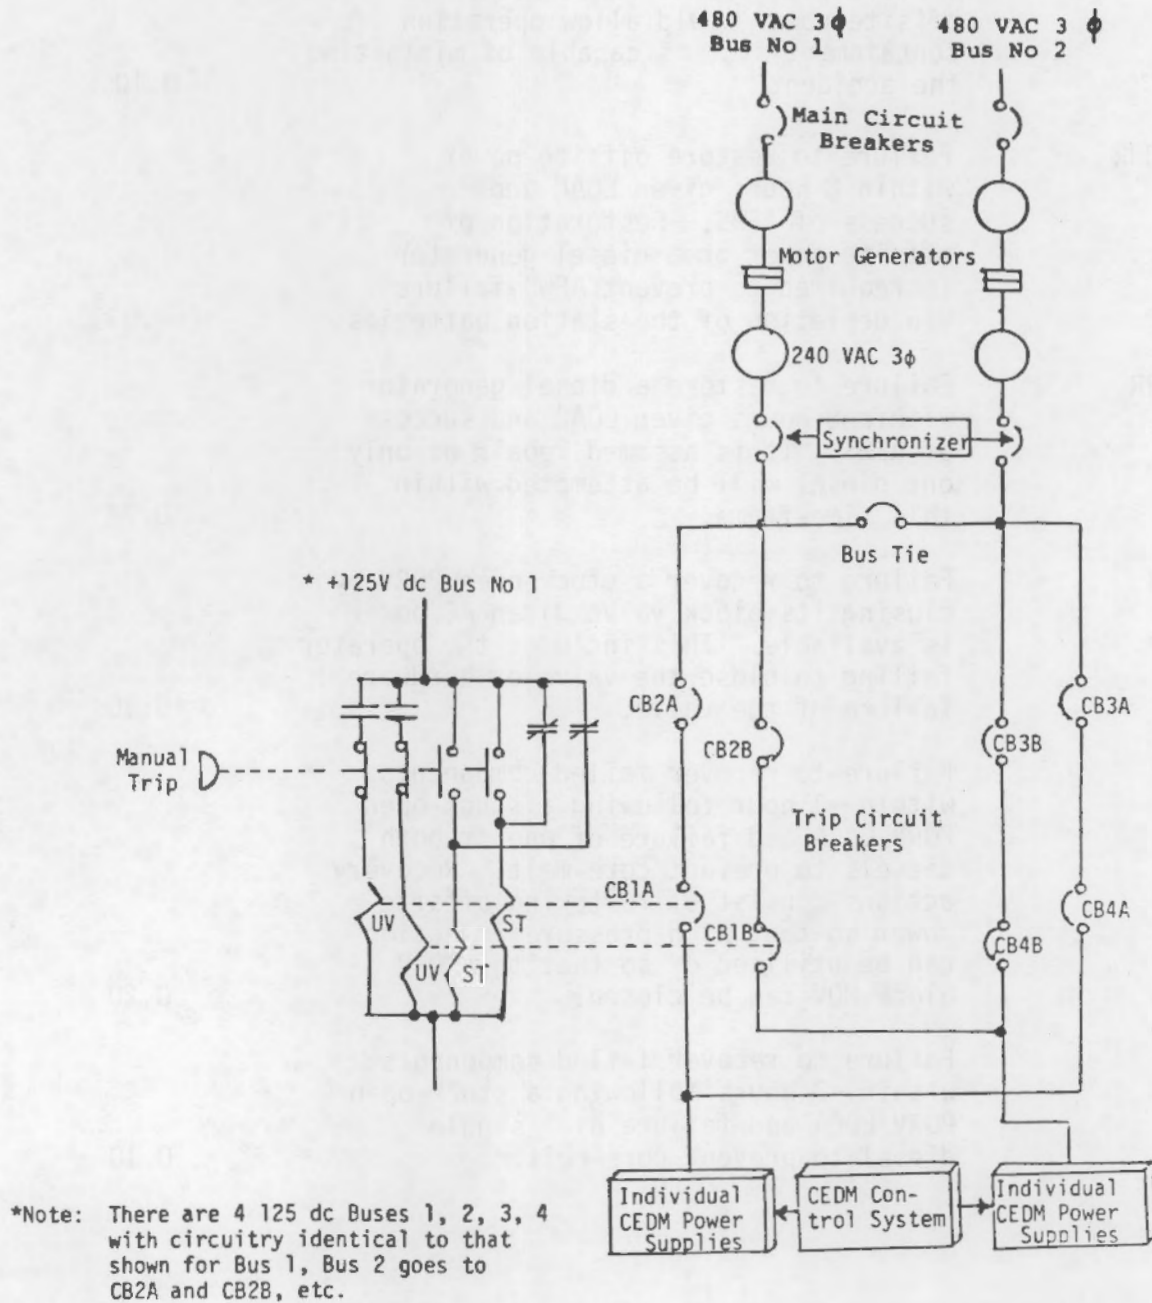 480 VAC 3 ϕ
Bus No 1
480 VAC 3 ϕ
Bus No 2
Main Circuit
Breakers
Motor Generators
240 VAC 3ϕ
Synchronizer
Bus Tie
* +125V dc Bus No 1
Manual
Trip
CB2A
CB2B
CB3B
CB3A
Trip Circuit
Breakers
CB1A
CB1B
CB4B
CB4A
UV
ST
UV
ST
Individual
CEDM Power
Supplies
CEDM Con-
trol System
Individual
CEDM Power
Supplies
*Note: There are 4 125 dc Buses 1, 2, 3, 4
with circuitry identical to that
shown for Bus 1, Bus 2 goes to
CB2A and CB2B, etc.